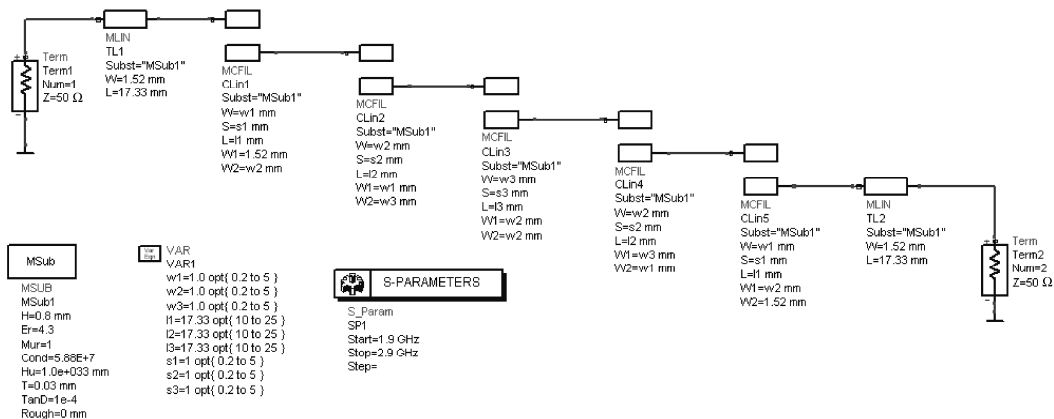 Term
Term1
Num=1
Z=50 Ω
MLIN
TL1
Subst="MSub1"
W=1.52 mm
L=17.33 mm
MCFIL
CLin1
Subst="MSub1"
W=w1 mm
S=s1 mm
L=l1 mm
W1=1.52 mm
W2=w2 mm
MCFIL
CLin2
Subst="MSub1"
W=w2 mm
S=s2 mm
L=l2 mm
W1=w1 mm
W2=w3 mm
MCFIL
CLin3
Subst="MSub1"
W=w3 mm
S=s3 mm
L=l3 mm
W1=w2 mm
W2=w2 mm
MCFIL
CLin4
Subst="MSub1"
W=w2 mm
S=s2 mm
L=l2 mm
W1=w3 mm
W2=w1 mm
MCFIL
CLin5
Subst="MSub1"
W=w1 mm
S=s1 mm
L=l1 mm
W1=w2 mm
W2=1.52 mm
MLIN
TL2
Subst="MSub1"
W=1.52 mm
L=17.33 mm
Term
Term2
Num=2
Z=50 Ω
MSub
MSUB
MSub1
H=0.8 mm
Er=4.3
Mur=1
Cond=5.88E+7
Hu=1.0e+033 mm
T=0.03 mm
TanD=1e-4
Rough=0 mm
Var
Eqn
VAR
VAR1
w1=1.0 opt{ 0.2 to 5 }
w2=1.0 opt{ 0.2 to 5 }
w3=1.0 opt{ 0.2 to 5 }
l1=17.33 opt{ 10 to 25 }
l2=17.33 opt{ 10 to 25 }
l3=17.33 opt{ 10 to 25 }
s1=1 opt{ 0.2 to 5 }
s2=1 opt{ 0.2 to 5 }
s3=1 opt{ 0.2 to 5 }
S-PARAMETERS
S_Param
SP1
Start=1.9 GHz
Stop=2.9 GHz
Step=